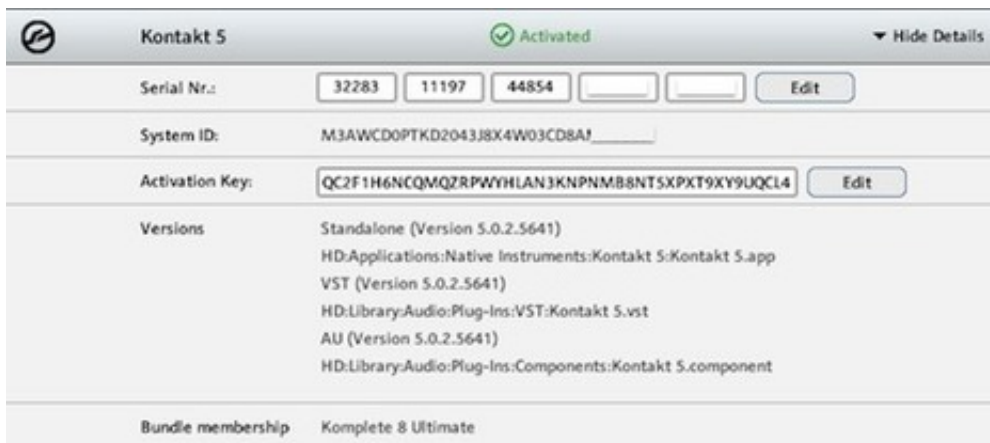 Kontakt 5 Activated ▼ Hide Details
Serial Nr.: 32283 11197 44854 Edit
System ID: M3AWCD0PTKD2043J8X4W03CD8A
Activation Key: QC2F1H6NCQMQZRPWYHLAN3KNPNMB8NT5XPXT9XY9UQCL4 Edit
Versions Standalone (Version 5.0.2.5641)
HD:Applications:Native Instruments:Kontakt 5:Kontakt 5.app
VST (Version 5.0.2.5641)
HD:Library:Audio:Plug-Ins:VST:Kontakt 5.vst
AU (Version 5.0.2.5641)
HD:Library:Audio:Plug-Ins:Components:Kontakt 5.component
Bundle membership Komplete 8 Ultimate